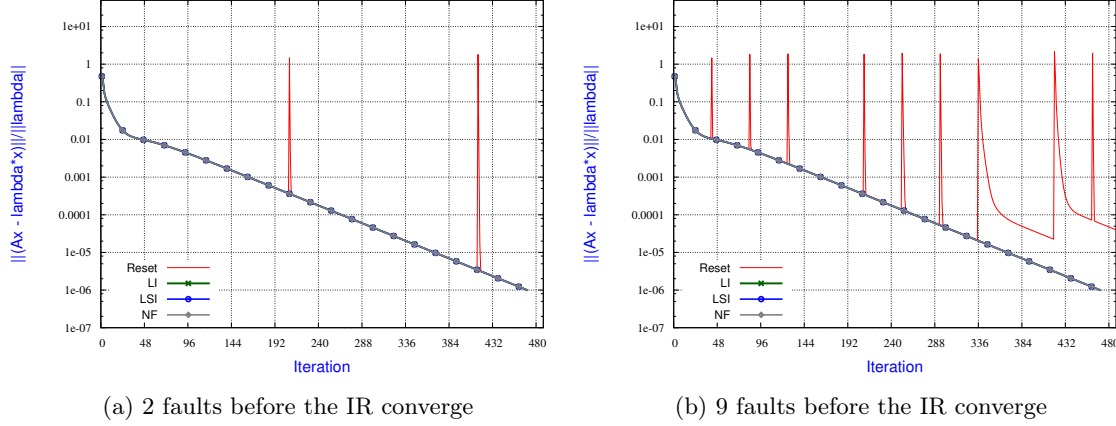 ||(Ax - lambda*x)||/||lambda||
1e+01
1
0.1
0.01
0.001
0.0001
1e-05
1e-06
1e-07
Reset
LI
LSI
NF
0 48 96 144 192 240 288 336 384 432 480
Iteration
(a) 2 faults before the IR converge
||(Ax - lambda*x)||/||lambda||
1e+01
1
0.1
0.01
0.001
0.0001
1e-05
1e-06
1e-07
Reset
LI
LSI
NF
0 48 96 144 192 240 288 336 384 432 480
Iteration
(b) 9 faults before the IR converge